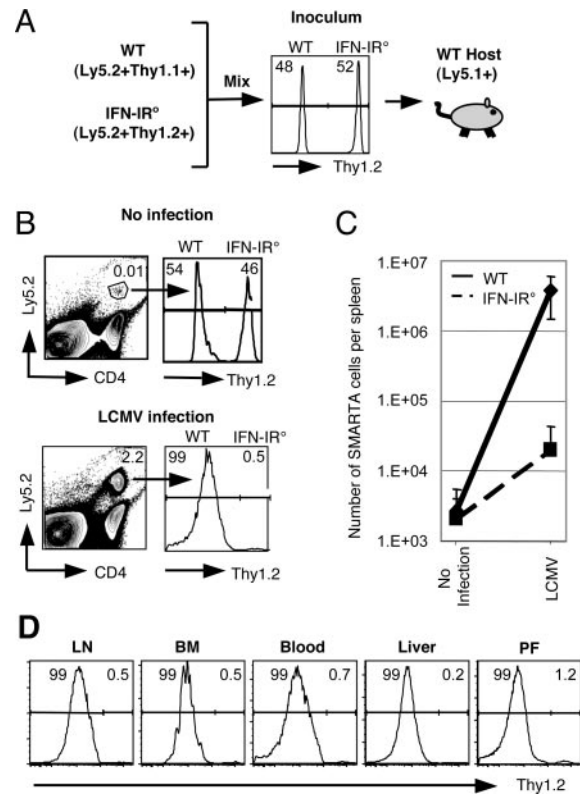 A
Inoculum
WT
(Ly5.2+Thy1.1+)
IFN-IR°
(Ly5.2+Thy1.2+)
Mix
WT IFN-IR°
48 52
Thy1.2
WT Host
(Ly5.1+)
B
No infection
Ly5.2
0.01
CD4
WT IFN-IR°
54 46
Thy1.2
LCMV infection
Ly5.2
2.2
CD4
WT IFN-IR°
99 0.5
Thy1.2
C
Number of SMARTA cells per spleen
1.E+07
1.E+06
1.E+05
1.E+04
1.E+03
WT
IFN-IR°
No
Infection
LCMV
D
LN BM Blood Liver PF
99 0.5 99 0.5 99 0.7 99 0.2 99 1.2
Thy1.2